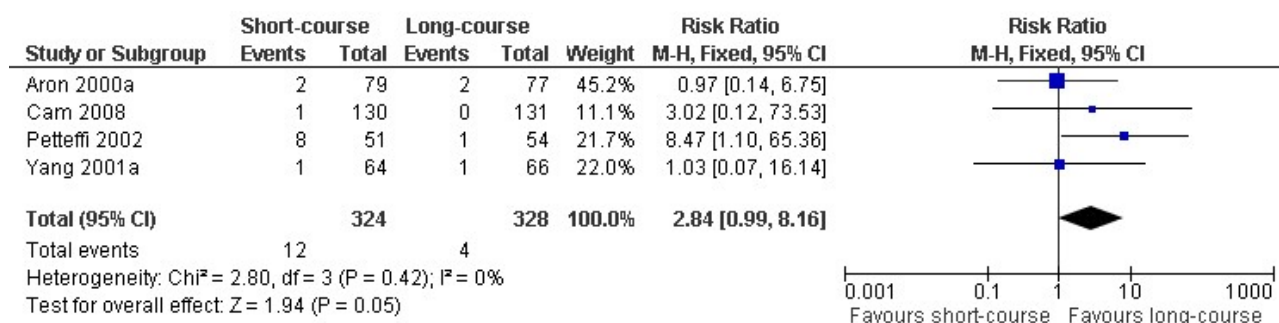 Short-course Long-course Risk Ratio Risk Ratio
Study or Subgroup Events Total Events Total Weight M-H, Fixed, 95% CI M-H, Fixed, 95% CI
Aron 2000a 2 79 2 77 45.2% 0.97 [0.14, 6.75]
Cam 2008 1 130 0 131 11.1% 3.02 [0.12, 73.53]
Petteffi 2002 8 51 1 54 21.7% 8.47 [1.10, 65.36]
Yang 2001a 1 64 1 66 22.0% 1.03 [0.07, 16.14]
Total (95% CI) 324 328 100.0% 2.84 [0.99, 8.16]
Total events 12 4
Heterogeneity: Chi² = 2.80, df = 3 (P = 0.42); I² = 0%
Test for overall effect: Z = 1.94 (P = 0.05)
0.001 0.1 1 10 1000
Favours short-course Favours long-course